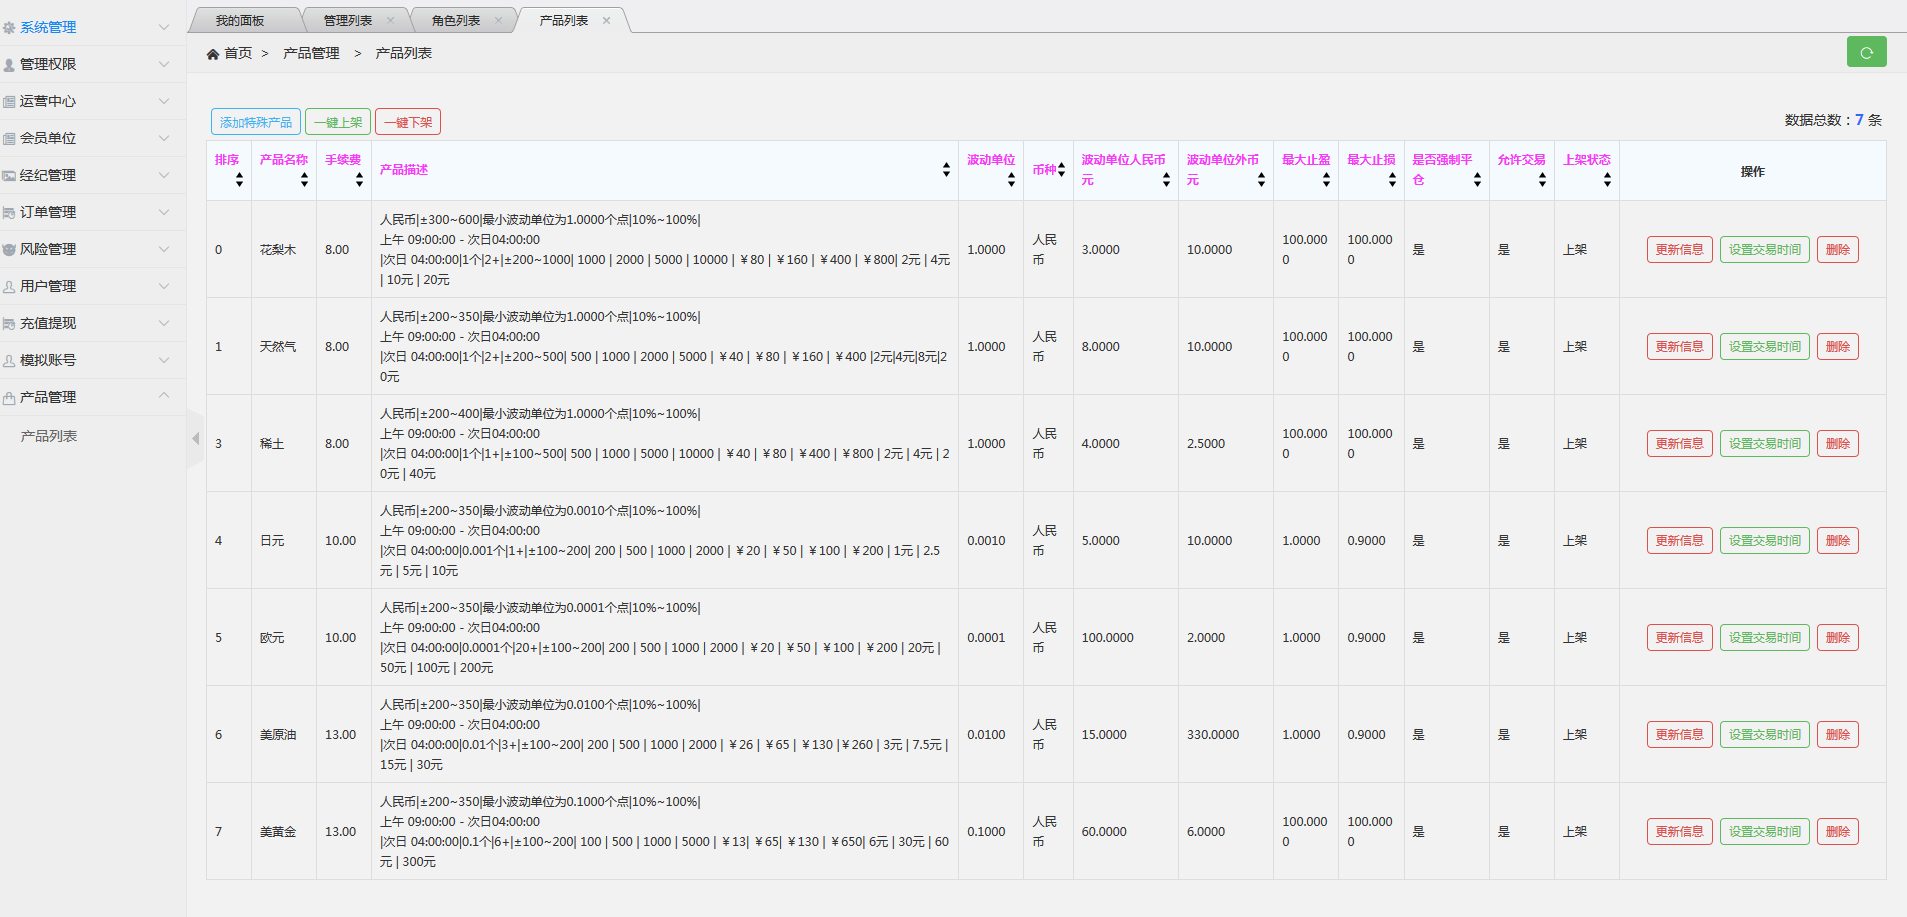 系统管理
管理权限
运营中心
会员单位
经纪管理
订单管理
风险管理
用户管理
充值提现
模拟账号
产品管理
产品列表
我的面板
管理列表 ×
角色列表 ×
产品列表 ×
首页 > 产品管理 > 产品列表
添加特殊产品 一键上架 一键下架
数据总数：7 条
排序 产品名称 手续费 产品描述 波动单位 币种 波动单位人民币元 波动单位外币元 最大止盈 最大止损 是否强制平仓 允许交易 上架状态 操作
0 花梨木 8.00
人民币|±300~600|最小波动单位为1.0000个点|10%~100%|
上午 09:00:00 - 次日04:00:00
|次日 04:00:00|1个|2+|±200~1000| 1000 | 2000 | 5000 | 10000 | ￥80 | ￥160 | ￥400 | ￥800| 2元 | 4元
| 10元 | 20元
1.0000 人民币 3.0000 10.0000 100.0000 100.0000 是 是 上架 更新信息 设置交易时间 删除
1 天然气 8.00
人民币|±200~350|最小波动单位为1.0000个点|10%~100%|
上午 09:00:00 - 次日04:00:00
|次日 04:00:00|1个|2+|±200~500| 500 | 1000 | 2000 | 5000 | ￥40 | ￥80 | ￥160 | ￥400 |2元|4元|8元|2
0元
1.0000 人民币 8.0000 10.0000 100.0000 100.0000 是 是 上架 更新信息 设置交易时间 删除
3 稀土 8.00
人民币|±200~400|最小波动单位为1.0000个点|10%~100%|
上午 09:00:00 - 次日04:00:00
|次日 04:00:00|1个|1+|±100~500| 500 | 1000 | 5000 | 10000 | ￥40 | ￥80 | ￥400 | ￥800 | 2元 | 4元 | 2
0元 | 40元
1.0000 人民币 4.0000 2.5000 100.0000 100.0000 是 是 上架 更新信息 设置交易时间 删除
4 日元 10.00
人民币|±200~350|最小波动单位为0.0010个点|10%~100%|
上午 09:00:00 - 次日04:00:00
|次日 04:00:00|0.001个|1+|±100~200| 200 | 500 | 1000 | 2000 | ￥20 | ￥50 | ￥100 | ￥200 | 1元 | 2.5
元 | 5元 | 10元
0.0010 人民币 5.0000 10.0000 1.0000 0.9000 是 是 上架 更新信息 设置交易时间 删除
5 欧元 10.00
人民币|±200~350|最小波动单位为0.0001个点|10%~100%|
上午 09:00:00 - 次日04:00:00
|次日 04:00:00|0.0001个|20+|±100~200| 200 | 500 | 1000 | 2000 | ￥20 | ￥50 | ￥100 | ￥200 | 20元 |
50元 | 100元 | 200元
0.0001 人民币 100.0000 2.0000 1.0000 0.9000 是 是 上架 更新信息 设置交易时间 删除
6 美原油 13.00
人民币|±200~350|最小波动单位为0.0100个点|10%~100%|
上午 09:00:00 - 次日04:00:00
|次日 04:00:00|0.01个|3+|±100~200| 200 | 500 | 1000 | 2000 | ￥26 | ￥65 | ￥130 |￥260 | 3元 | 7.5元 |
15元 | 30元
0.0100 人民币 15.0000 330.0000 1.0000 0.9000 是 是 上架 更新信息 设置交易时间 删除
7 美黄金 13.00
人民币|±200~350|最小波动单位为0.1000个点|10%~100%|
上午 09:00:00 - 次日04:00:00
|次日 04:00:00|0.1个|6+|±100~200| 100 | 500 | 1000 | 5000 | ￥13| ￥65| ￥130 | ￥650| 6元 | 30元 | 60
元 | 300元
0.1000 人民币 60.0000 6.0000 100.0000 100.0000 是 是 上架 更新信息 设置交易时间 删除